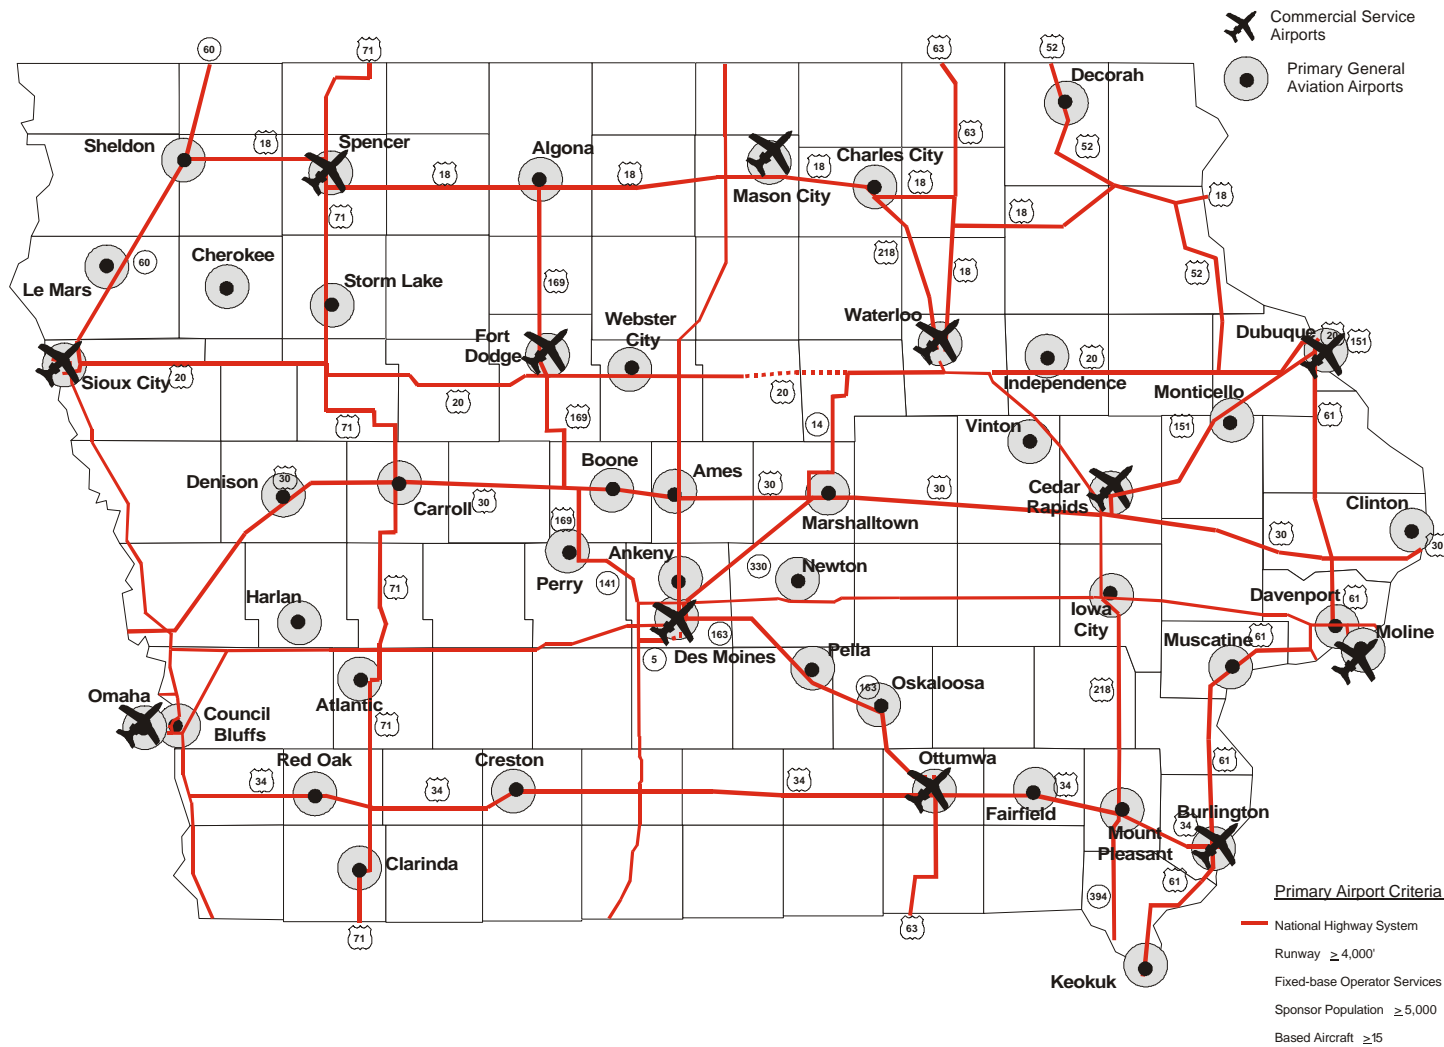 Commercial Service
Airports
Primary General
Aviation Airports
60
71
63
52
Decorah
Sheldon
18
Spencer
Algona
63
52
Charles City
18
18
18
18
Mason City
18
71
18
218
Cherokee
60
Le Mars
Storm Lake
169
18
52
Webster
City
Waterloo
Fort
Dodge
Dubuque
20
151
Sioux City
20
20
Independence
Monticello
20
20
71
169
14
151
61
Vinton
Boone
Ames
Denison
30
Carroll
30
30
30
Cedar
Rapids
Marshalltown
Clinton
169
30
30
Ankeny
Perry
141
330
Newton
71
Harlan
Davenport
61
Iowa
City
163
61
Moline
Muscatine
5
Des Moines
Pella
163
Oskaloosa
218
Omaha
Council
Bluffs
Atlantic
71
Red Oak
Creston
Ottumwa
61
34
34
34
34
Fairfield
Burlington
34
Mount
Pleasant
Clarinda
61
394
71
63
Keokuk
Primary Airport Criteria
National Highway System
Runway ≥ 4,000'
Fixed-base Operator Services
Sponsor Population ≥ 5,000
Based Aircraft ≥15